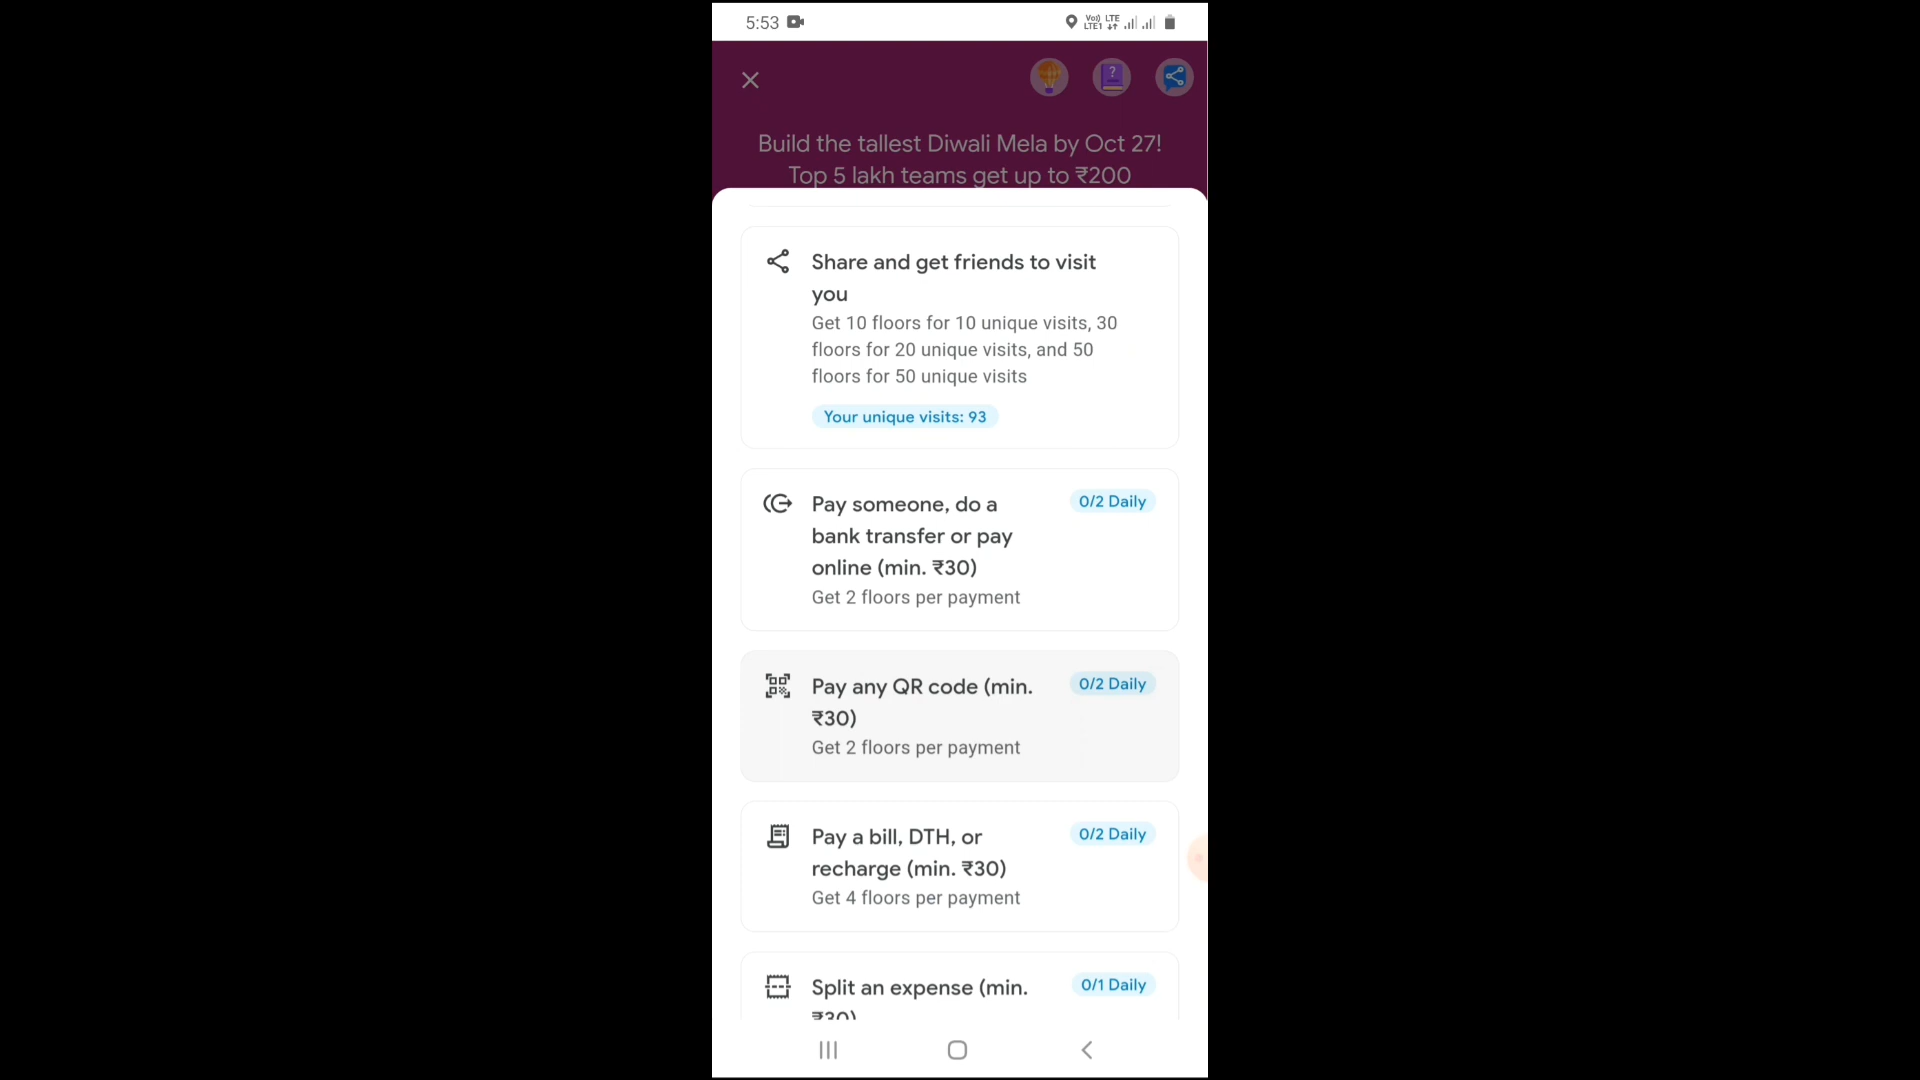 5:53
Vo)) LTE
LTE1
Build the tallest Diwali Mela by Oct 27!
Top 5 lakh teams get up to ₹200
Share and get friends to visit
you
Get 10 floors for 10 unique visits, 30
floors for 20 unique visits, and 50
floors for 50 unique visits
Your unique visits: 93
Pay someone, do a
bank transfer or pay
online (min. ₹30)
0/2 Daily
Get 2 floors per payment
Pay any QR code (min.
₹30)
0/2 Daily
Get 2 floors per payment
Pay a bill, DTH, or
recharge (min. ₹30)
0/2 Daily
Get 4 floors per payment
Split an expense (min.
₹30)
0/1 Daily